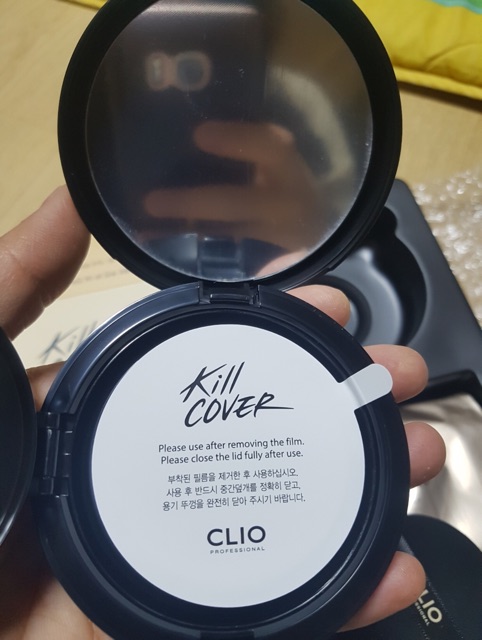 Kill
COVER
Please use after removing the film.
Please close the lid fully after use.
부착된 필름을 제거한 후 사용하십시오.
사용 후 반드시 중간덮개를 정확히 닫고,
용기 뚜껑을 완전히 닫아 주시기 바랍니다.
CLIO
PROFESSIONAL
Kill
CLIO